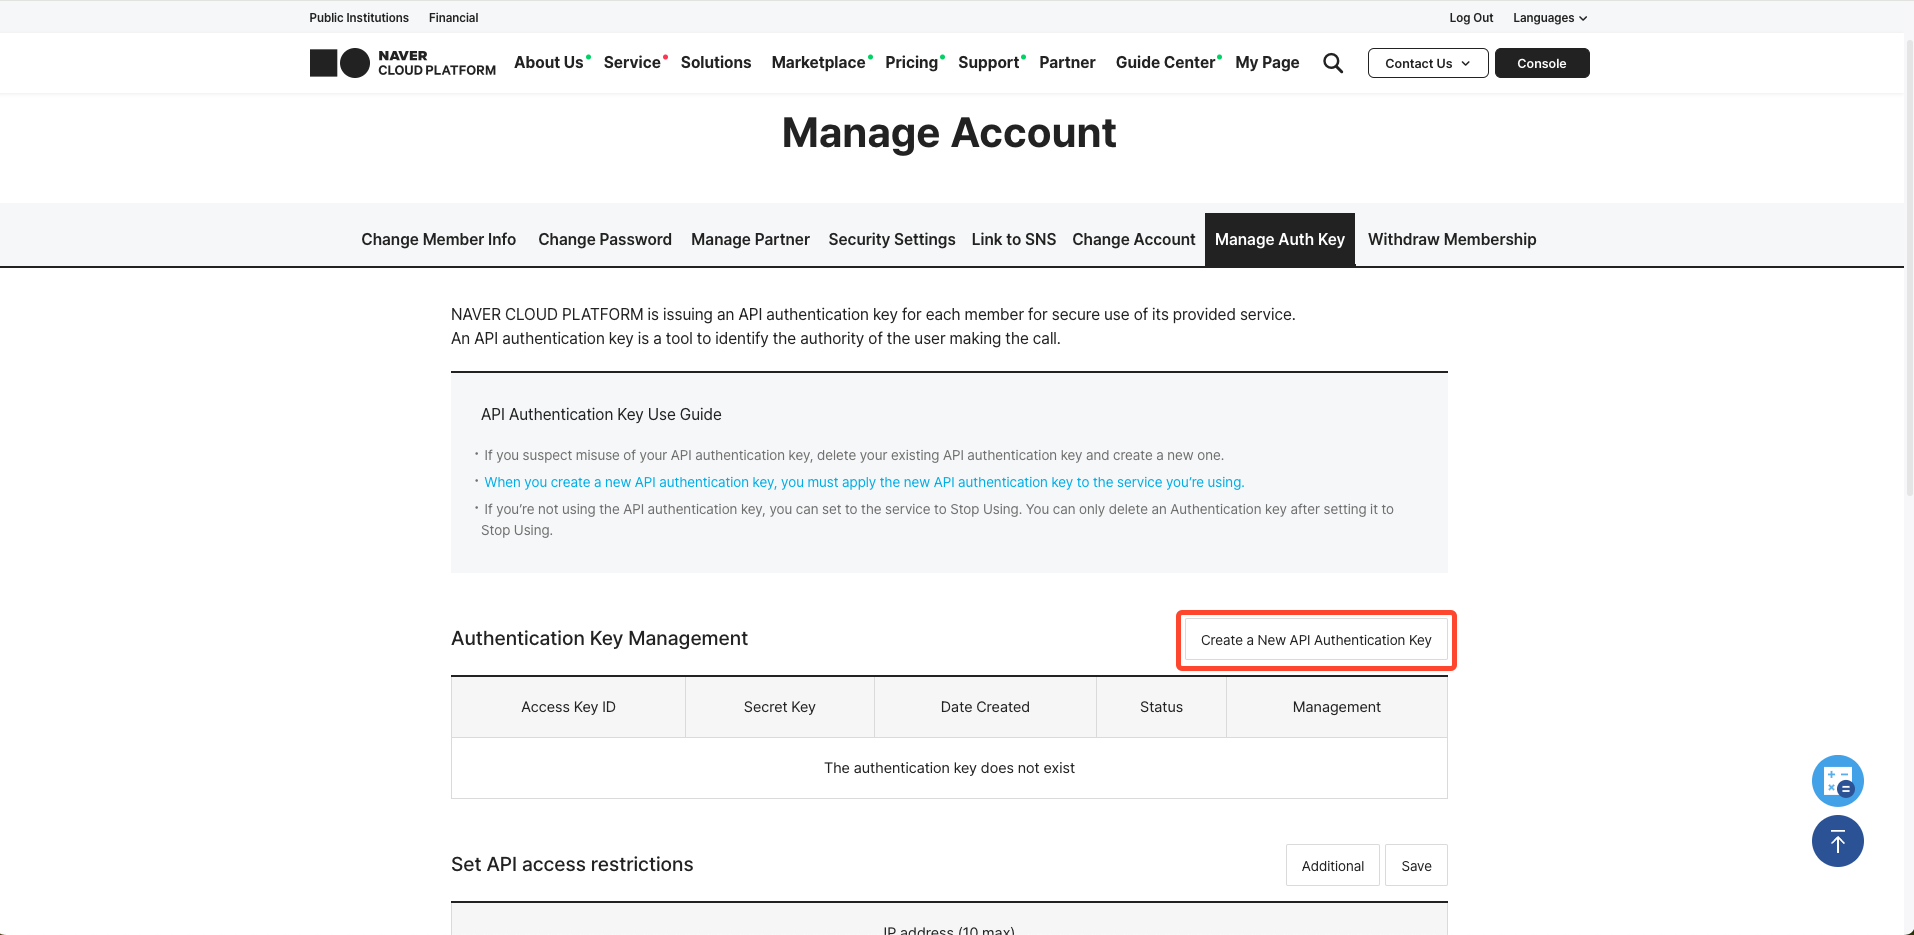 Public Institutions Financial Log Out Languages
NAVER
CLOUD PLATFORM
About Us Service Solutions Marketplace Pricing Support Partner Guide Center My Page Contact Us Console
Manage Account
Change Member Info Change Password Manage Partner Security Settings Link to SNS Change Account Manage Auth Key Withdraw Membership
NAVER CLOUD PLATFORM is issuing an API authentication key for each member for secure use of its provided service.
An API authentication key is a tool to identify the authority of the user making the call.
API Authentication Key Use Guide
· If you suspect misuse of your API authentication key, delete your existing API authentication key and create a new one.
· When you create a new API authentication key, you must apply the new API authentication key to the service you’re using.
· If you’re not using the API authentication key, you can set to the service to Stop Using. You can only delete an Authentication key after setting it to
Stop Using.
Authentication Key Management Create a New API Authentication Key
Access Key ID Secret Key Date Created Status Management
The authentication key does not exist
Set API access restrictions Additional Save
IP address (10 max)